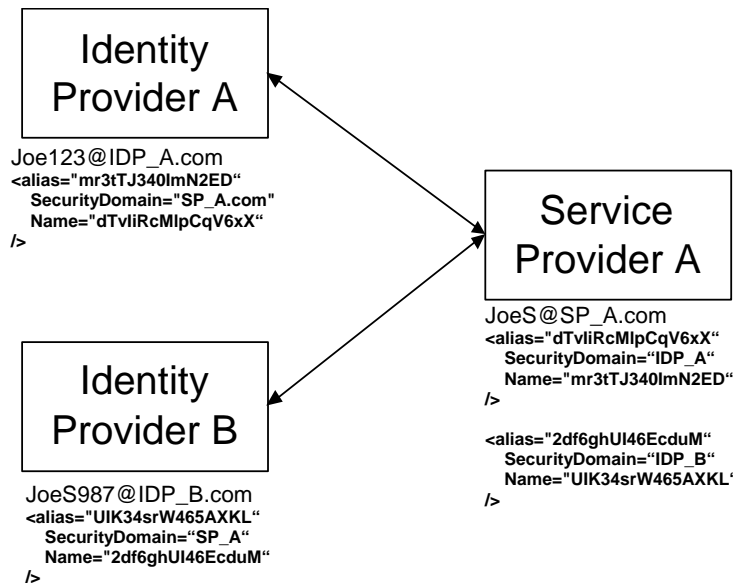 Identity
Provider A
Joe123@IDP_A.com
<alias="mr3tTJ340ImN2ED“
SecurityDomain="SP_A.com"
Name="dTvIiRcMlpCqV6xX“
/>
Service
Provider A
JoeS@SP_A.com
<alias="dTvIiRcMlpCqV6xX“
SecurityDomain=“IDP_A“
Name="mr3tTJ340ImN2ED“
/>
<alias="2df6ghUI46EcduM“
SecurityDomain=“IDP_B“
Name="UIK34srW465AXKL“
/>
Identity
Provider B
JoeS987@IDP_B.com
<alias="UIK34srW465AXKL“
SecurityDomain=“SP_A“
Name="2df6ghUI46EcduM“
/>